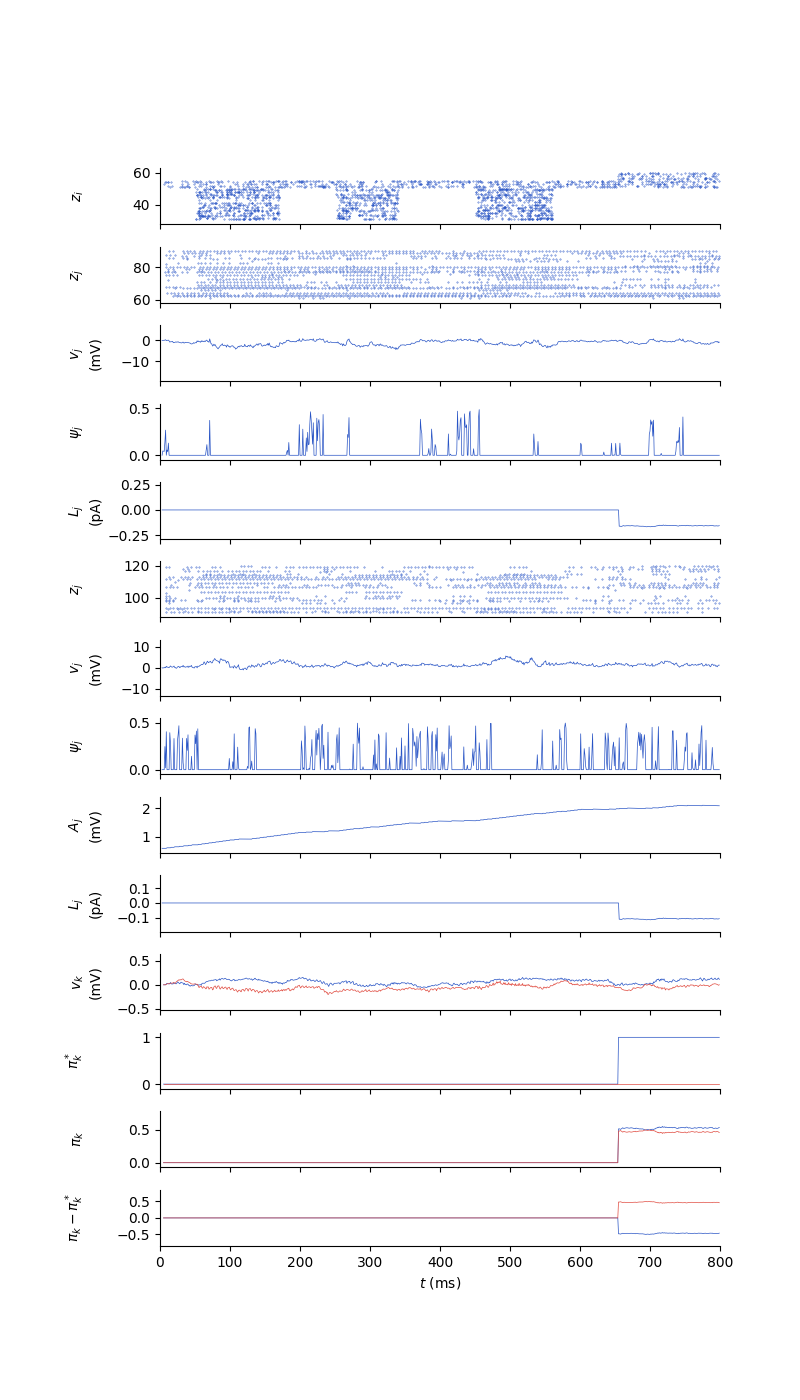 60
40
z_i
80
60
z_j
0
−10
v_j
(mV)
0.5
0.0
ψ_j
0.25
0.00
−0.25
L_j
(pA)
120
100
z_j
10
0
−10
v_j
(mV)
0.5
0.0
ψ_j
2
1
A_j
(mV)
0.1
0.0
−0.1
L_j
(pA)
0.5
0.0
−0.5
v_k
(mV)
1
0
π*_k
0.5
0.0
π_k
0.5
0.0
−0.5
π_k − π*_k
0 100 200 300 400 500 600 700 800
t (ms)